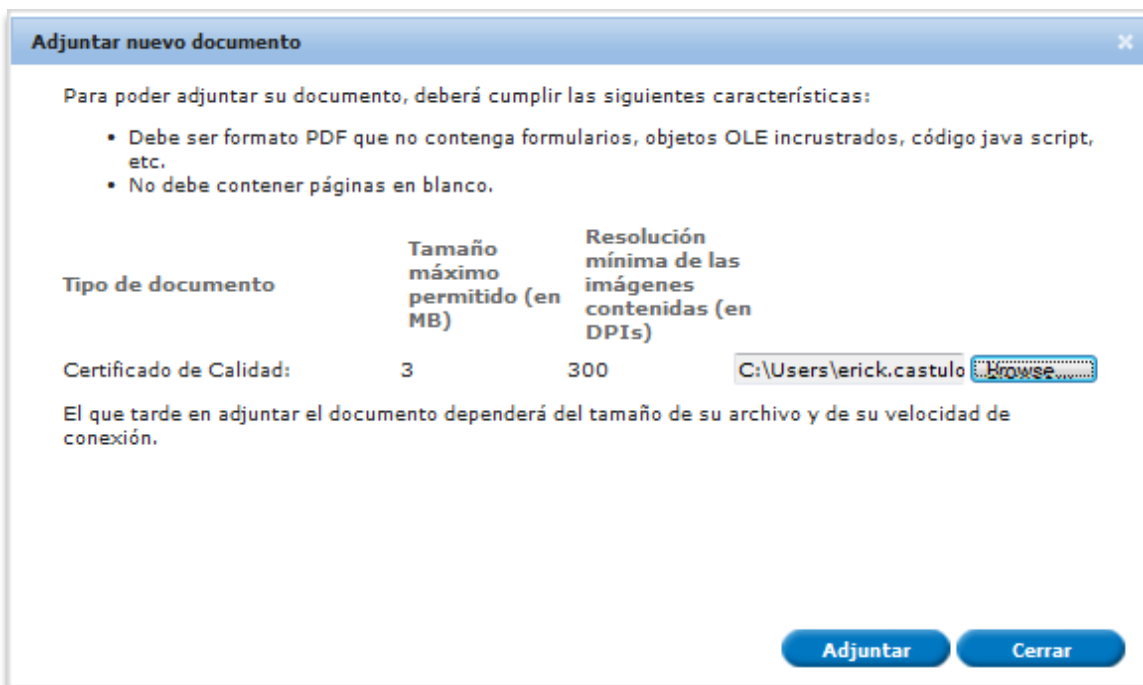 Adjuntar nuevo documento
Para poder adjuntar su documento, deberá cumplir las siguientes características:
• Debe ser formato PDF que no contenga formularios, objetos OLE incrustrados, código java script,
etc.
• No debe contener páginas en blanco.
Tipo de documento
Tamaño
máximo
permitido (en
MB)
Resolución
mínima de las
imágenes
contenidas (en
DPIs)
Certificado de Calidad: 3 300 C:\Users\erick.castulo Browse...
El que tarde en adjuntar el documento dependerá del tamaño de su archivo y de su velocidad de
conexión.
Adjuntar Cerrar